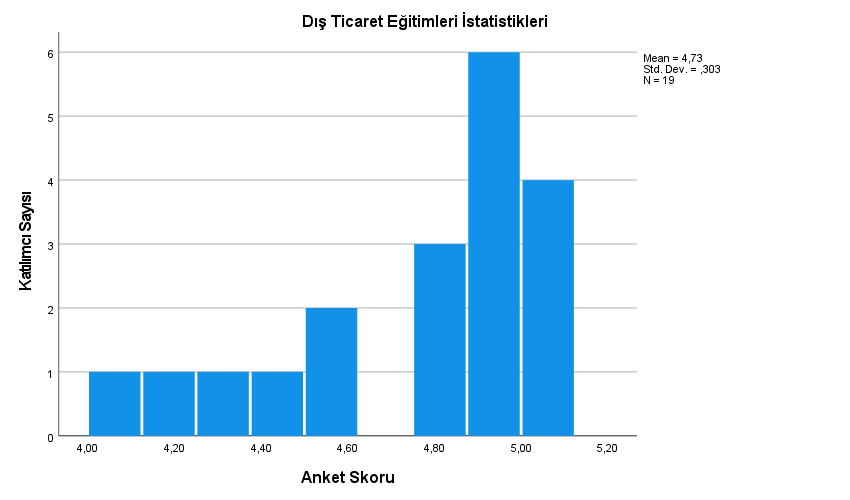 Dış Ticaret Eğitimleri İstatistikleri
Mean = 4,73
Std. Dev. = ,303
N = 19
Katılımcı Sayısı
6
5
4
3
2
1
0
4,00 4,20 4,40 4,60 4,80 5,00 5,20
Anket Skoru